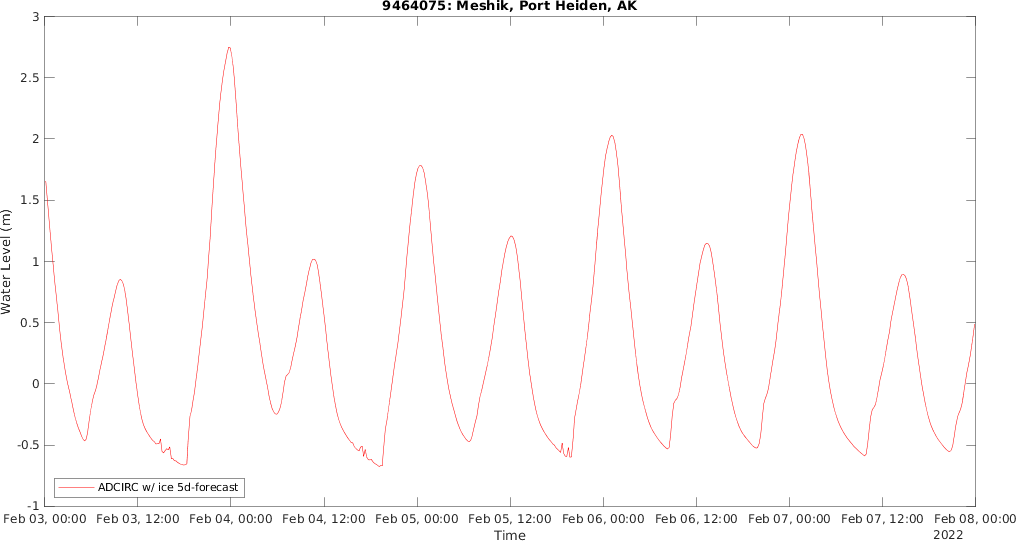 9464075: Meshik, Port Heiden, AK
3
2.5
2
1.5
1
0.5
0
-0.5
-1
Water Level (m)
ADCIRC w/ ice 5d-forecast
Feb 03, 00:00 Feb 03, 12:00 Feb 04, 00:00 Feb 04, 12:00 Feb 05, 00:00 Feb 05, 12:00 Feb 06, 00:00 Feb 06, 12:00 Feb 07, 00:00 Feb 07, 12:00 Feb 08, 00:00
Time
2022